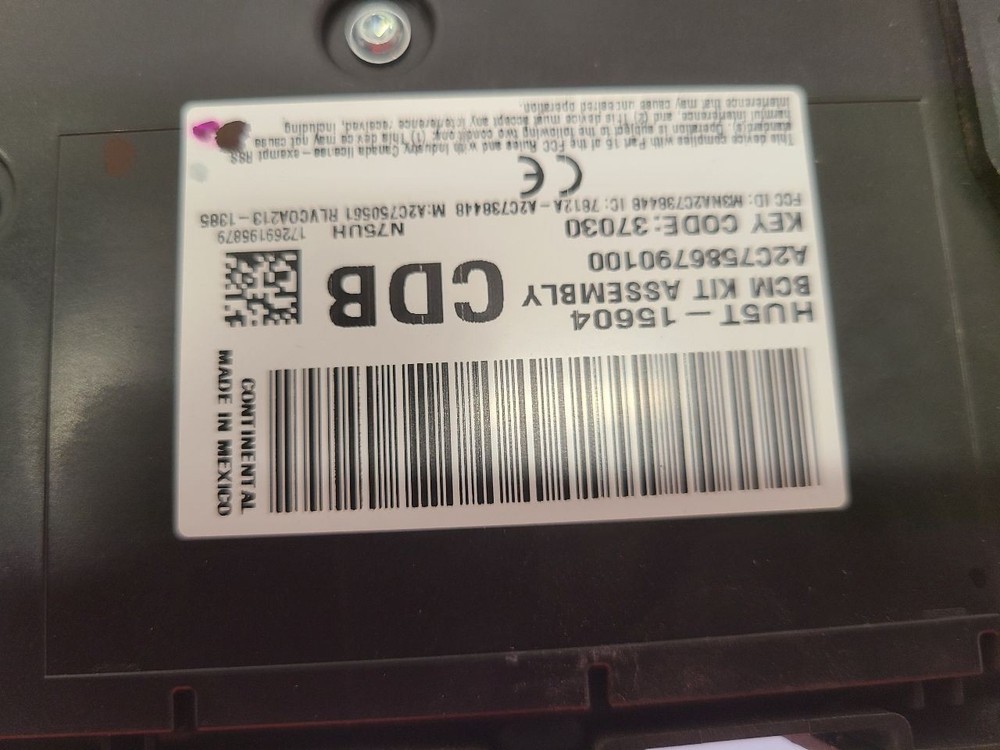 CONTINENTAL
MADE IN MEXICO
HU5T-15604
CDB
BCM KIT ASSEMBLY
A2C7586790100
KEY CODE:37030
N75UH
17269195879
FCC ID: M3NA2C738448 IC: 7812A-A2C738448 M:A2C750561 RLVCOA213-1385
CE
This device complies with Part 15 of the FCC Rules and with Industry Canada license - exempt RSS
standard(s). Operation is subject to the following two conditions: (1) This device may not cause
harmful interference, and (2) This device must accept any interference received, including
interference that may cause undesired operation.